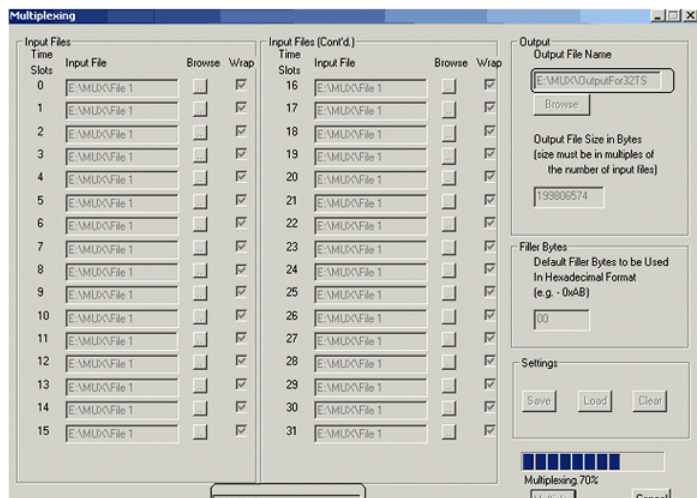 Multiplexing
Input Files
Time Slots Input File Browse Wrap
0 E:\MUX\File 1 ..
1 E:\MUX\File 1 ..
2 E:\MUX\File 1 ..
3 E:\MUX\File 1 ..
4 E:\MUX\File 1 ..
5 E:\MUX\File 1 ..
6 E:\MUX\File 1 ..
7 E:\MUX\File 1 ..
8 E:\MUX\File 1 ..
9 E:\MUX\File 1 ..
10 E:\MUX\File 1 ..
11 E:\MUX\File 1 ..
12 E:\MUX\File 1 ..
13 E:\MUX\File 1 ..
14 E:\MUX\File 1 ..
15 E:\MUX\File 1 ..
Input Files (Cont'd.)
Time Slots Input File Browse Wrap
16 E:\MUX\File 1 ..
17 E:\MUX\File 1 ..
18 E:\MUX\File 1 ..
19 E:\MUX\File 1 ..
20 E:\MUX\File 1 ..
21 E:\MUX\File 1 ..
22 E:\MUX\File 1 ..
23 E:\MUX\File 1 ..
24 E:\MUX\File 1 ..
25 E:\MUX\File 1 ..
26 E:\MUX\File 1 ..
27 E:\MUX\File 1 ..
28 E:\MUX\File 1 ..
29 E:\MUX\File 1 ..
30 E:\MUX\File 1 ..
31 E:\MUX\File 1 ..
Output
Output File Name
E:\MUX\OutputFor32TS
Browse
Output File Size in Bytes
(size must be in multiples of
the number of input files)
199806574
Filler Bytes
Default Filler Bytes to be Used
In Hexadecimal Format
(e.g. - 0xAB)
00
Settings
Save Load Clear
Multiplexing.70%
Multiplex Cancel